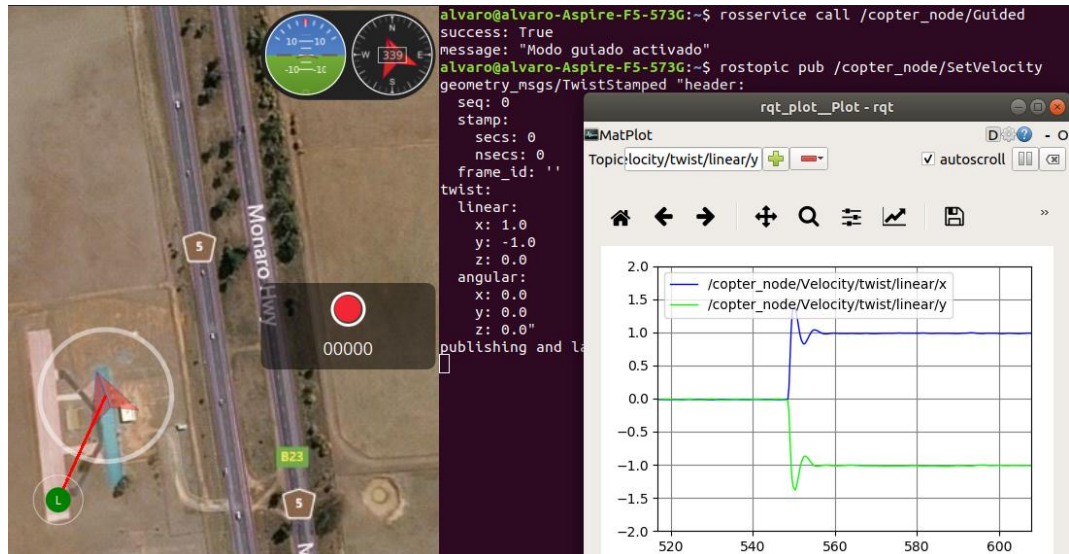 10 10
-10 -10
N
W 339 E
S
5
Monaro Hwy
00000
B23
5
L
M
alvaro@alvaro-Aspire-F5-573G:~$ rosservice call /copter_node/Guided
success: True
message: "Modo guiado activado"
alvaro@alvaro-Aspire-F5-573G:~$ rostopic pub /copter_node/SetVelocity
geometry_msgs/TwistStamped "header:
seq: 0
stamp:
secs: 0
nsecs: 0
frame_id: ''
twist:
linear:
x: 1.0
y: -1.0
z: 0.0
angular:
x: 0.0
y: 0.0
z: 0.0"
publishing and la
rqt_plot__Plot - rqt
MatPlot
D
- O
Topic
locity/twist/linear/y
autoscroll
»
/copter_node/Velocity/twist/linear/x
/copter_node/Velocity/twist/linear/y
2.0
1.5
1.0
0.5
0.0
−0.5
−1.0
−1.5
−2.0
520 540 560 580 600